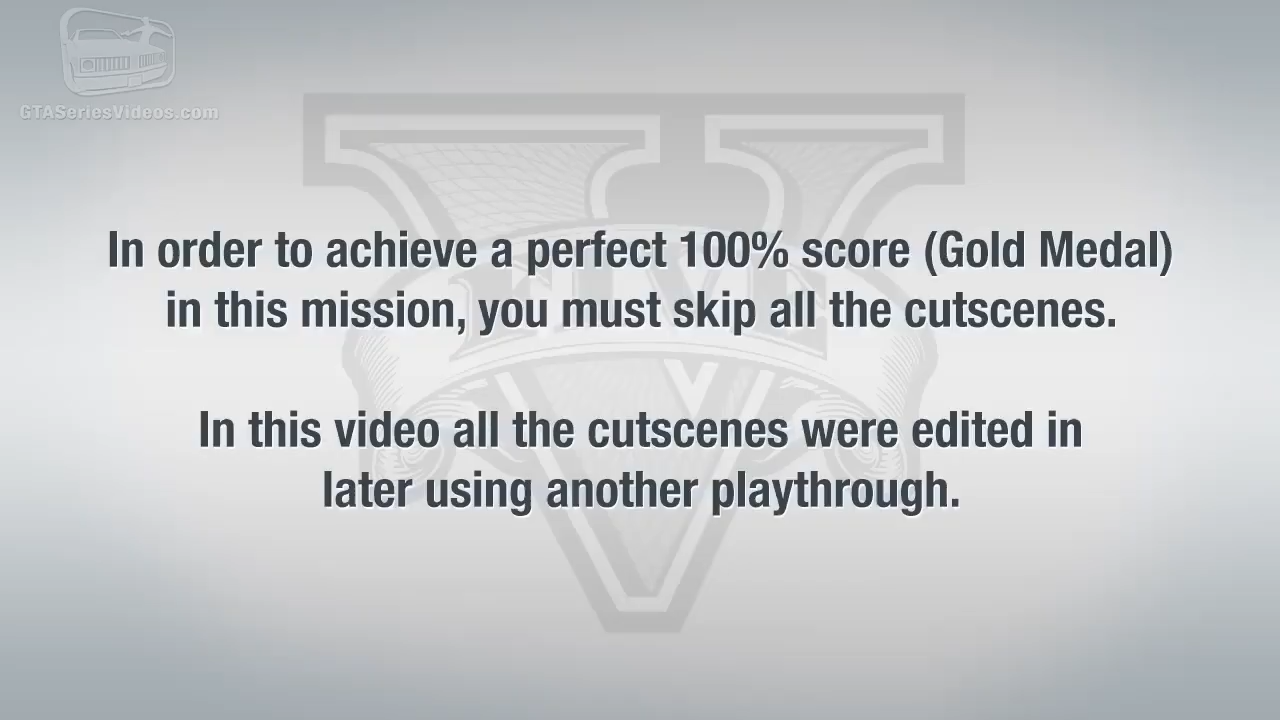 GTASeriesVideos.com
In order to achieve a perfect 100% score (Gold Medal)
in this mission, you must skip all the cutscenes.
In this video all the cutscenes were edited in
later using another playthrough.
FIVE